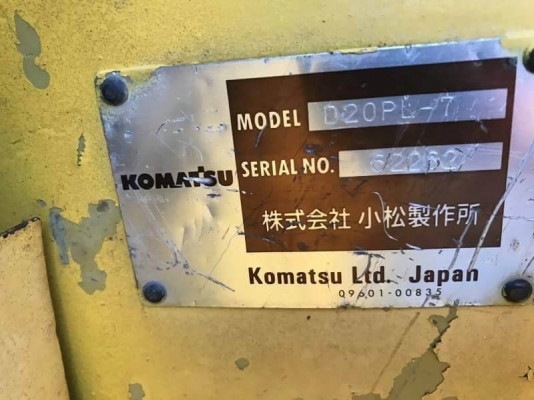 MODEL D20PL-7
SERIAL NO. 62262
KOMATSU
株式会社 小松製作所
Komatsu Ltd. Japan
09601-00835